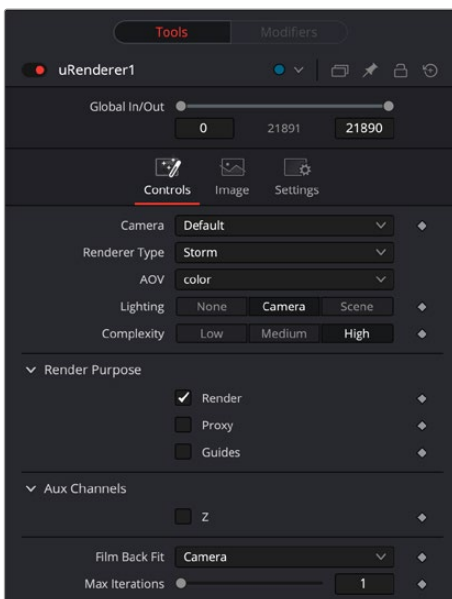 Tools Modifiers
uRenderer1
Global In/Out
0 21891 21890
Controls Image Settings
Camera Default
Renderer Type Storm
AOV color
Lighting None Camera Scene
Complexity Low Medium High
Render Purpose
Render
Proxy
Guides
Aux Channels
Z
Film Back Fit Camera
Max Iterations 1